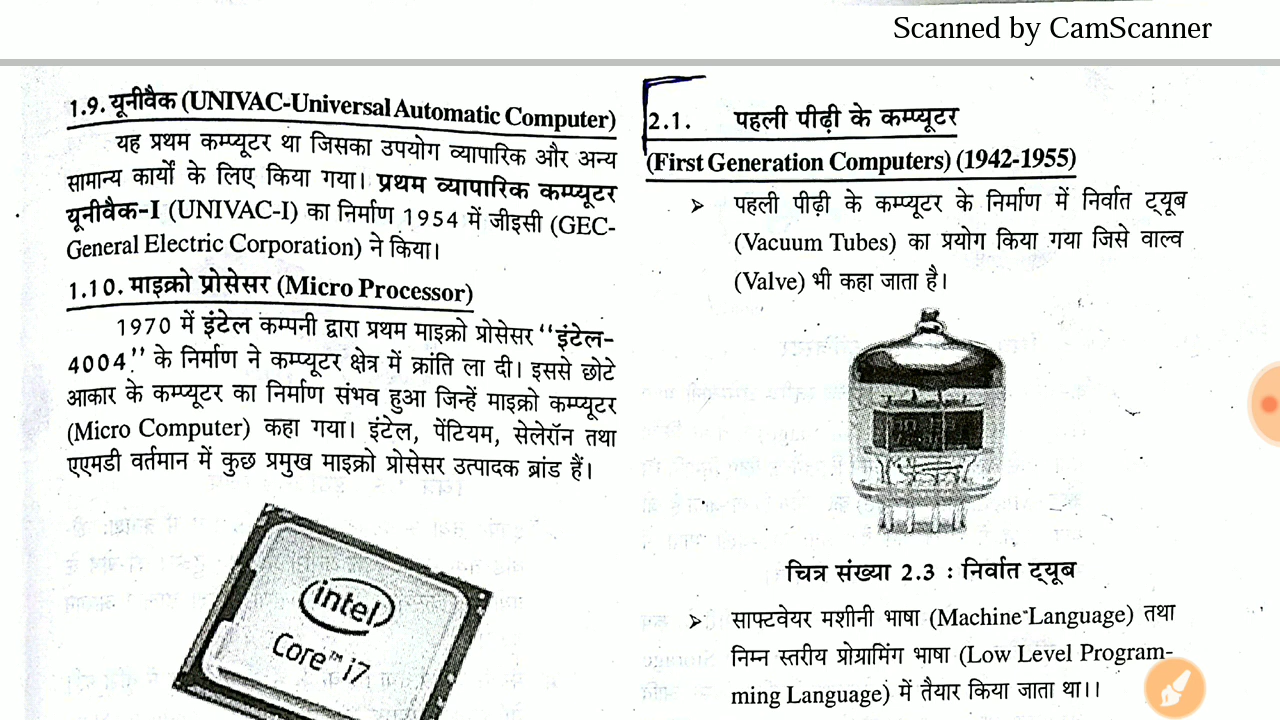 Scanned by CamScanner
1.9. यूनीवैक (UNIVAC-Universal Automatic Computer)
यह प्रथम कम्प्यूटर था जिसका उपयोग व्यापारिक और अन्य
सामान्य कार्यों के लिए किया गया। प्रथम व्यापारिक कम्प्यूटर
यूनीवैक-I (UNIVAC-I) का निर्माण 1954 में जीइसी (GEC-
General Electric Corporation) ने किया।
1.10. माइक्रो प्रोसेसर (Micro Processor)
1970 में इंटेल कम्पनी द्वारा प्रथम माइक्रो प्रोसेसर ‘‘इंटेल-
4004’’ के निर्माण ने कम्प्यूटर क्षेत्र में क्रांति ला दी। इससे छोटे
आकार के कम्प्यूटर का निर्माण संभव हुआ जिन्हें माइक्रो कम्प्यूटर
(Micro Computer) कहा गया। इंटेल, पेंटियम, सेलेरॉन तथा
एएमडी वर्तमान में कुछ प्रमुख माइक्रो प्रोसेसर उत्पादक ब्रांड हैं।
intel
Core™ i7
2.1. पहली पीढ़ी के कम्प्यूटर
(First Generation Computers) (1942-1955)
➢ पहली पीढ़ी के कम्प्यूटर के निर्माण में निर्वात ट्यूब
(Vacuum Tubes) का प्रयोग किया गया जिसे वाल्व
(Valve) भी कहा जाता है।
चित्र संख्या 2.3 : निर्वात ट्यूब
➢ साफ्टवेयर मशीनी भाषा (Machine Language) तथा
निम्न स्तरीय प्रोग्रामिंग भाषा (Low Level Program-
ming Language) में तैयार किया जाता था।।